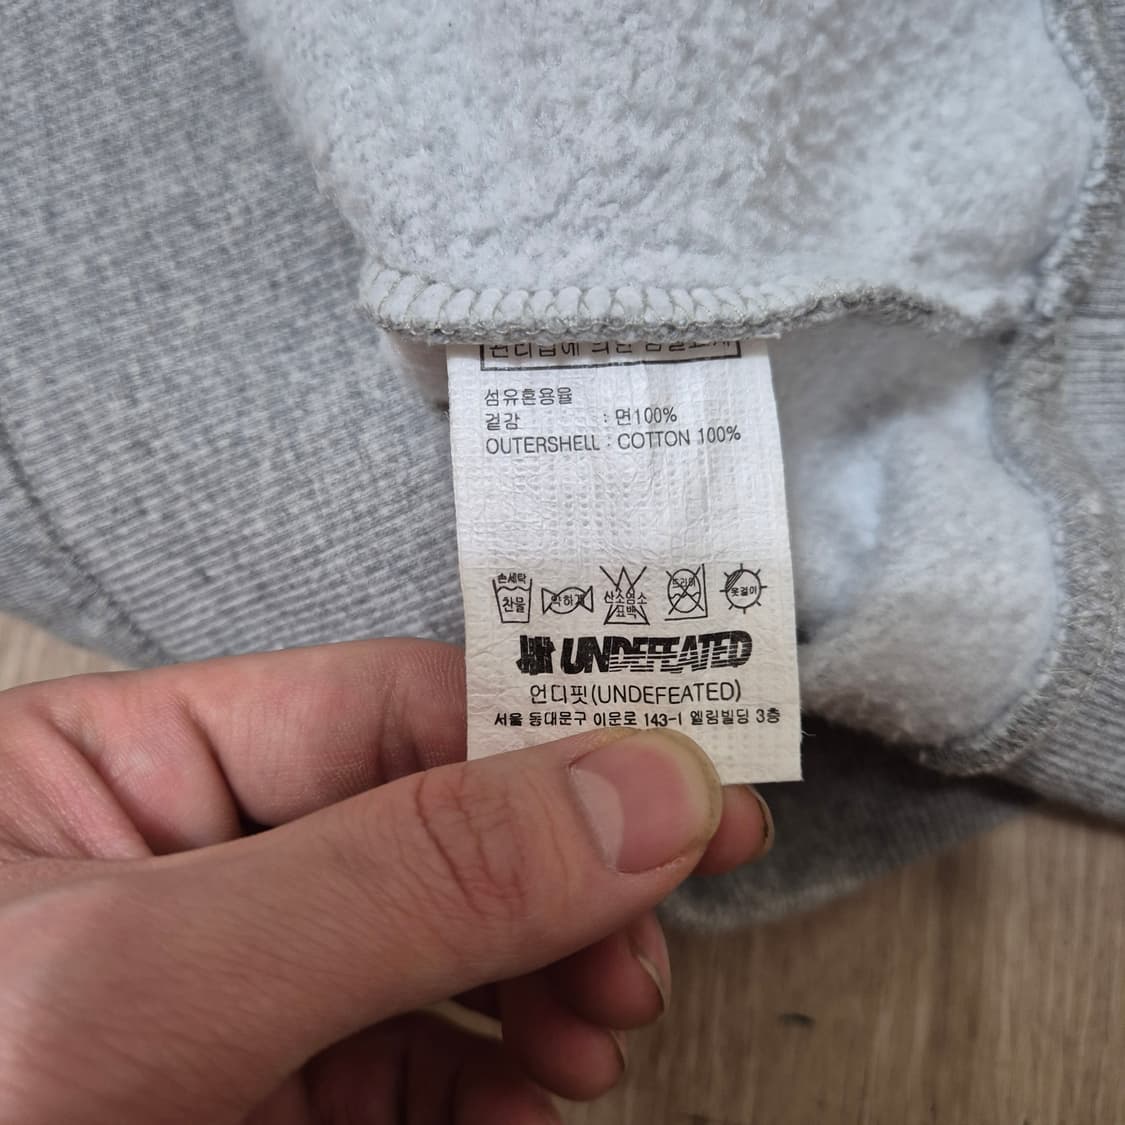 섬유혼용율
겉감 : 면100%
OUTERSHELL : COTTON 100%
손세탁 찬물 약하게 산소염소 표백 드라이 옷걸이
UNDEFEATED
언디핏(UNDEFEATED)
서울 동대문구 이문로 143-1 엘림빌딩 3층